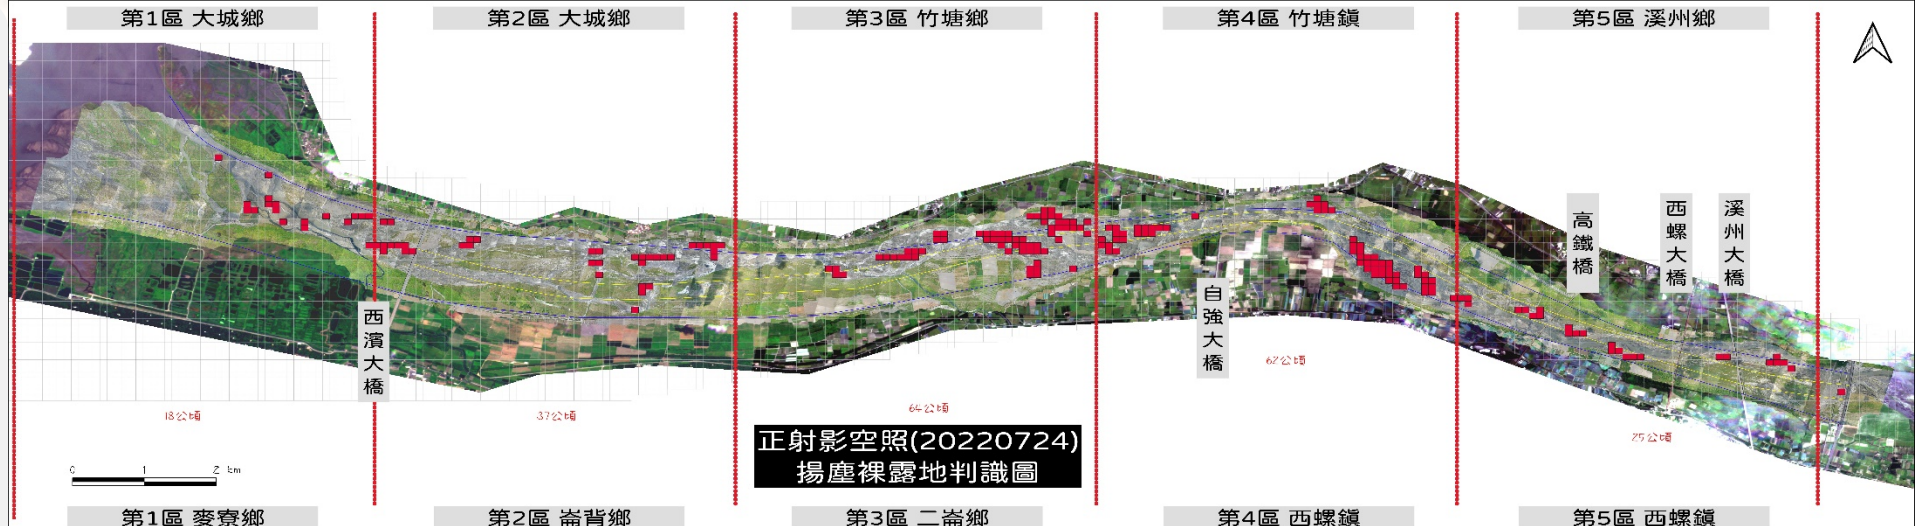 第1區 大城鄉
第2區 大城鄉
第3區 竹塘鄉
第4區 竹塘鎮
第5區 溪州鄉
高鐵橋
西螺大橋
溪州大橋
西濱大橋
自強大橋
18公頃
37公頃
64公頃
62公頃
25公頃
正射影空照(20220724)
揚塵裸露地判識圖
0 1 2 km
第1區 麥寮鄉
第2區 崙背鄉
第3區 二崙鄉
第4區 西螺鎮
第5區 西螺鎮